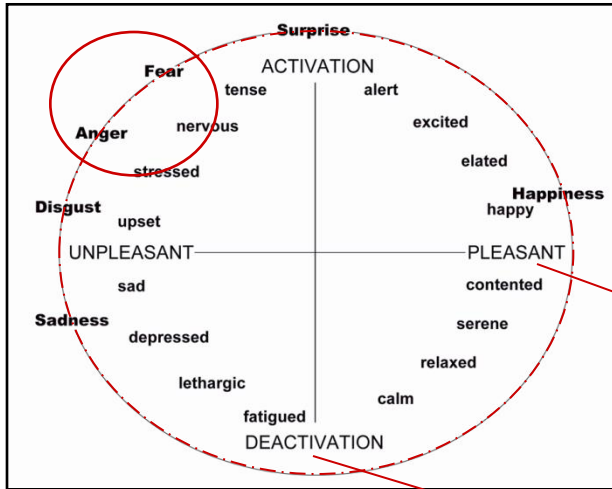 Surprise
Fear
ACTIVATION
tense
alert
Anger
nervous
excited
stressed
elated
Disgust
Happiness
upset
happy
UNPLEASANT
PLEASANT
sad
contented
Sadness
serene
depressed
relaxed
lethargic
calm
fatigued
DEACTIVATION